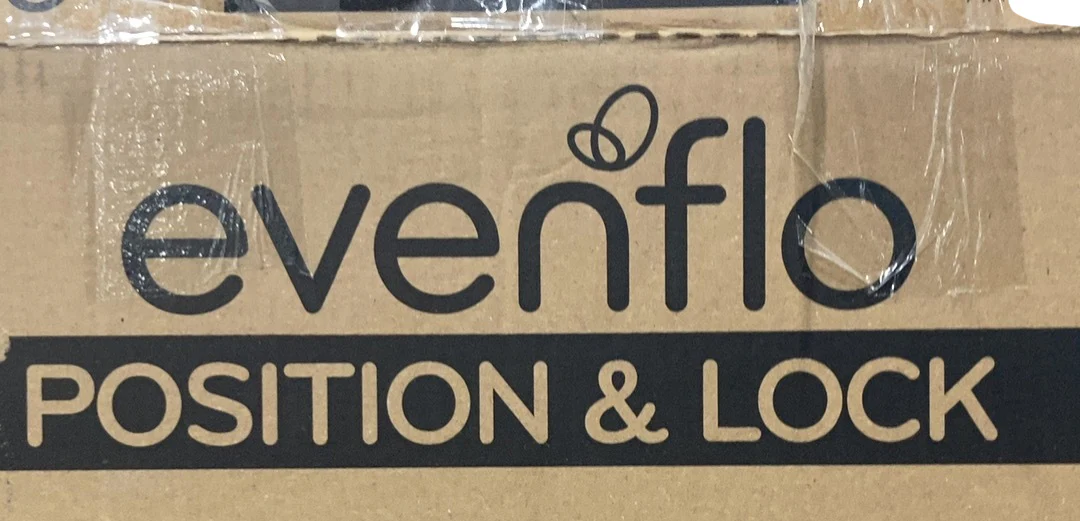 evenflo
POSITION & LOCK